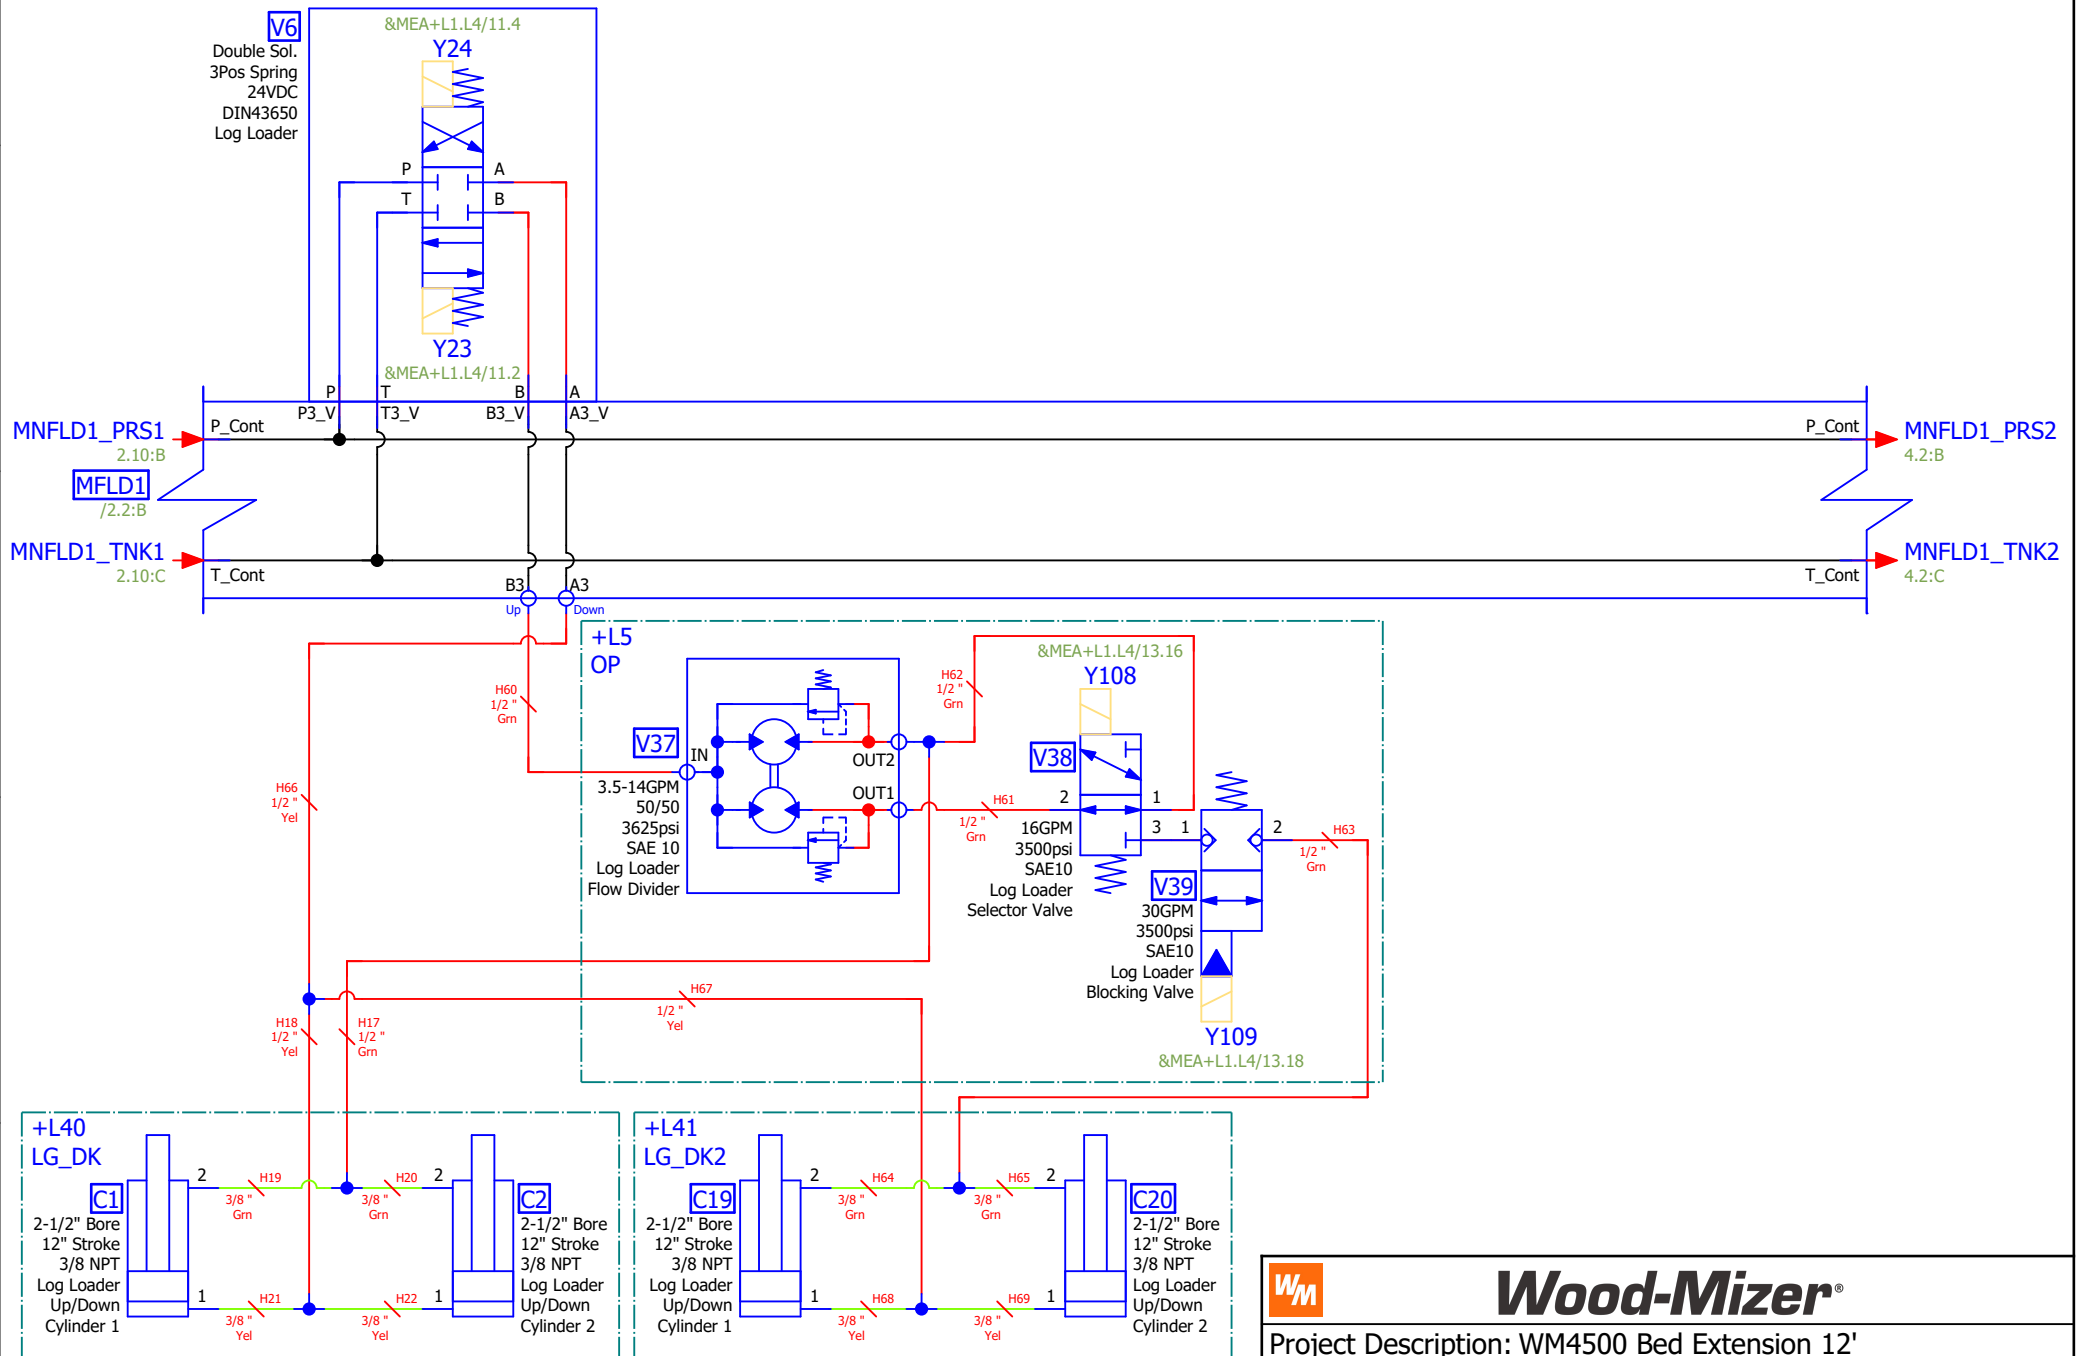 V6
Double Sol.
3Pos Spring
24VDC
DIN43650
Log Loader
&MEA+L1.L4/11.4
Y24
P
A
T
B
Y23
&MEA+L1.L4/11.2
P
T
B
A
P3_V
T3_V
B3_V
A3_V
MNFLD1_PRS1
2.10:B
P_Cont
P_Cont
MNFLD1_PRS2
4.2:B
MFLD1
/2.2:B
MNFLD1_TNK1
2.10:C
T_Cont
T_Cont
MNFLD1_TNK2
4.2:C
B3
A3
Up
Down
+L5
OP
H60
1/2 "
Grn
H66
1/2 "
Yel
V37
IN
OUT2
OUT1
3.5-14GPM
50/50
3625psi
SAE 10
Log Loader
Flow Divider
H62
1/2 "
Grn
H61
1/2 "
Grn
&MEA+L1.L4/13.16
Y108
V38
2
1
3
16GPM
3500psi
SAE10
Log Loader
Selector Valve
1
2
V39
30GPM
3500psi
SAE10
Log Loader
Blocking Valve
Y109
&MEA+L1.L4/13.18
H63
1/2 "
Grn
H67
1/2 "
Yel
H18
1/2 "
Yel
H17
1/2 "
Grn
+L40
LG_DK
C1
2-1/2" Bore
12" Stroke
3/8 NPT
Log Loader
Up/Down
Cylinder 1
2
1
H19
3/8 "
Grn
H20
3/8 "
Grn
H21
3/8 "
Yel
H22
3/8 "
Yel
2
1
C2
2-1/2" Bore
12" Stroke
3/8 NPT
Log Loader
Up/Down
Cylinder 2
+L41
LG_DK2
C19
2-1/2" Bore
12" Stroke
3/8 NPT
Log Loader
Up/Down
Cylinder 1
2
1
H64
3/8 "
Grn
H65
3/8 "
Grn
H68
3/8 "
Yel
H69
3/8 "
Yel
2
1
C20
2-1/2" Bore
12" Stroke
3/8 NPT
Log Loader
Up/Down
Cylinder 2
WM
Wood-Mizer®
Project Description: WM4500 Bed Extension 12'